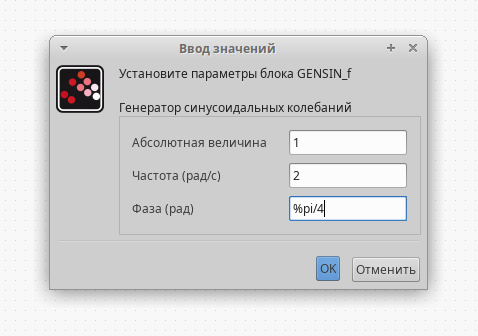 Ввод значений
Установите параметры блока GENSIN_f
Генератор синусоидальных колебаний
Абсолютная величина 1
Частота (рад/с) 2
Фаза (рад) %pi/4
OK Отменить